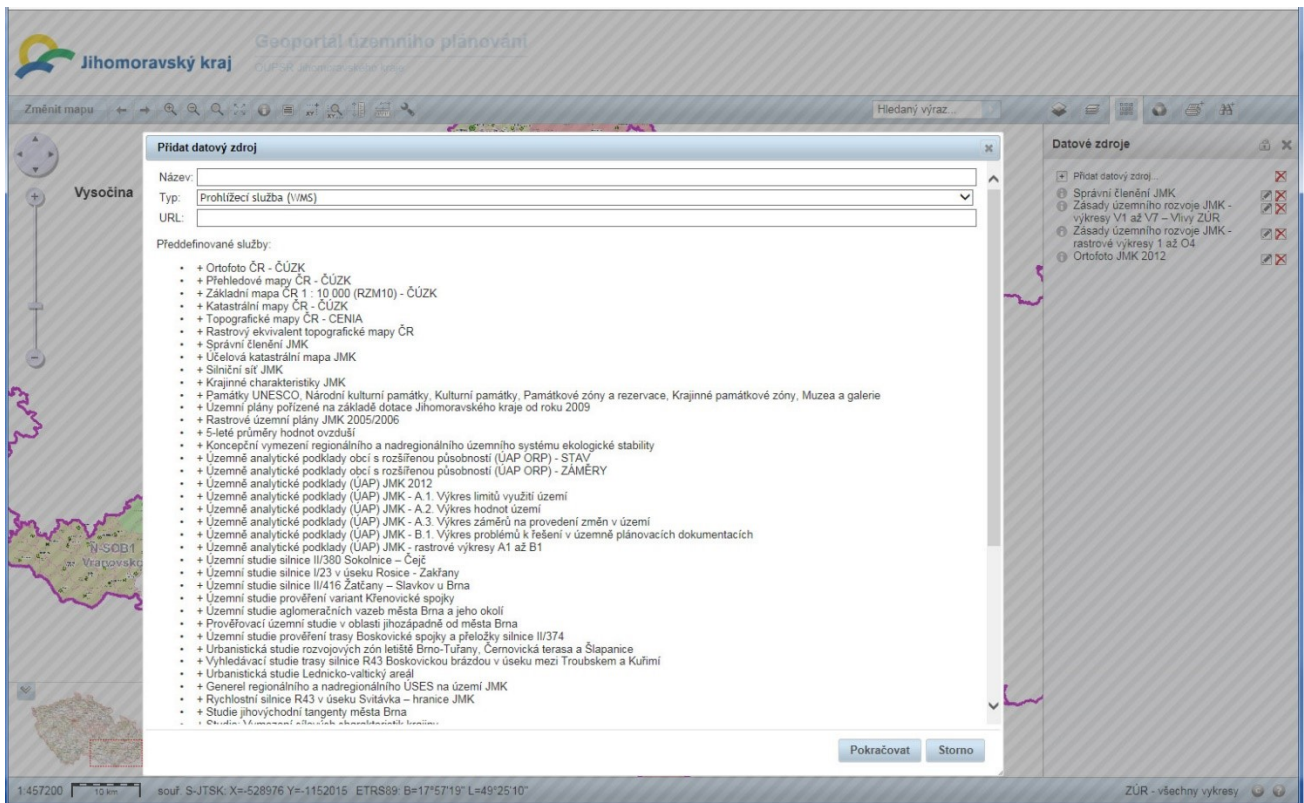 Jihomoravský kraj
Geoportál územního plánování
OÚPSŘ Jihomoravského kraje
Změnit mapu
Hledaný výraz...
Přidat datový zdroj
Název:
Typ: Prohlížecí služba (WMS)
URL:
Předdefinované služby:
+ Ortofoto ČR - ČÚZK
+ Přehledové mapy ČR - ČÚZK
+ Základní mapa ČR 1 : 10 000 (RZM10) - ČÚZK
+ Katastrální mapy ČR - ČÚZK
+ Topografické mapy ČR - CENIA
+ Rastrový ekvivalent topografické mapy ČR
+ Správní členění JMK
+ Účelová katastrální mapa JMK
+ Silniční síť JMK
+ Krajinné charakteristiky JMK
+ Památky UNESCO, Národní kulturní památky, Kulturní památky, Památkové zóny a rezervace, Krajinné památkové zóny, Muzea a galerie
+ Územní plány pořízené na základě dotace Jihomoravského kraje od roku 2009
+ Rastrové územní plány JMK 2005/2006
+ 5-leté průměry hodnot ovzduší
+ Koncepční vymezení regionálního a nadregionálního územního systému ekologické stability
+ Územně analytické podklady obcí s rozšířenou působností (ÚAP ORP) - STAV
+ Územně analytické podklady obcí s rozšířenou působností (ÚAP ORP) - ZÁMĚRY
+ Územně analytické podklady (ÚAP) JMK 2012
+ Územně analytické podklady (ÚAP) JMK - A.1. Výkres limitů využití území
+ Územně analytické podklady (ÚAP) JMK - A.2. Výkres hodnot území
+ Územně analytické podklady (ÚAP) JMK - A.3. Výkres záměrů na provedení změn v území
+ Územně analytické podklady (ÚAP) JMK - B.1. Výkres problémů k řešení v územně plánovacích dokumentacích
+ Územně analytické podklady (ÚAP) JMK - rastrové výkresy A1 až B1
+ Územní studie silnice II/380 Sokolnice – Čejč
+ Územní studie silnice I/23 v úseku Rosice - Zakřany
+ Územní studie silnice II/416 Žatčany – Slavkov u Brna
+ Územní studie prověření variant Křenovické spojky
+ Územní studie aglomeračních vazeb města Brna a jeho okolí
+ Prověřovací územní studie v oblasti jihozápadně od města Brna
+ Územní studie prověření trasy Boskovické spojky a přeložky silnice II/374
+ Urbanistická studie rozvojových zón letiště Brno-Tuřany, Černovická terasa a Šlapanice
+ Vyhledávací studie trasy silnice R43 Boskovickou brázdou v úseku mezi Troubskem a Kuřimí
+ Urbanistická studie Lednicko-valtický areál
+ Generel regionálního a nadregionálního ÚSES na území JMK
+ Rychlostní silnice R43 v úseku Svitávka – hranice JMK
+ Studie jihovýchodní tangenty města Brna
+ Studie: Vymezení cílových charakteristik krajiny
Pokračovat
Storno
Datové zdroje
Přidat datový zdroj...
Správní členění JMK
Zásady územního rozvoje JMK -
výkresy V1 až V7 – Vlivy ZÚR
Zásady územního rozvoje JMK -
rastrové výkresy 1 až O4
Ortofoto JMK 2012
Vysočina
N-SOB1
Vranovsko
1:457200
10 km
souř. S-JTSK: X=-528976 Y=-1152015 ETRS89: B=17°57'19" L=49°25'10"
ZÚR - všechny vykresy